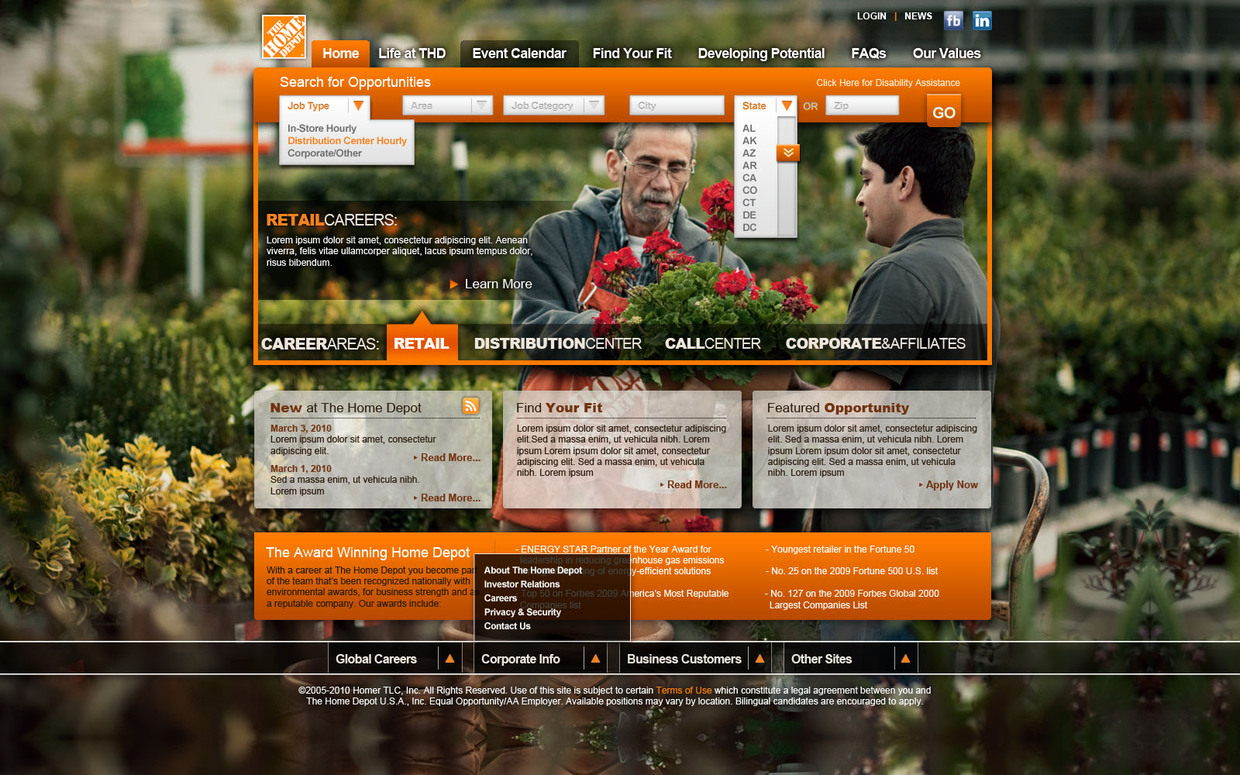 LOGIN | NEWS fb in
THE HOME DEPOT
Home Life at THD Event Calendar Find Your Fit Developing Potential FAQs Our Values
Search for Opportunities
Click Here for Disability Assistance
Job Type Area Job Category City State OR Zip GO
In-Store Hourly
Distribution Center Hourly
Corporate/Other
AL
AK
AZ
AR
CA
CO
CT
DE
DC
RETAILCAREERS:
Lorem ipsum dolor sit amet, consectetur adipiscing elit. Aenean
viverra, felis vitae ullamcorper aliquet, lacus ipsum tempus dolor,
risus bibendum.
Learn More
CAREERAREAS: RETAIL DISTRIBUTIONCENTER CALLCENTER CORPORATE&AFFILIATES
New at The Home Depot
March 3, 2010
Lorem ipsum dolor sit amet, consectetur
adipiscing elit.
Read More...
March 1, 2010
Sed a massa enim, ut vehicula nibh.
Lorem ipsum
Read More...
Find Your Fit
Lorem ipsum dolor sit amet, consectetur adipiscing
elit.Sed a massa enim, ut vehicula nibh. Lorem
ipsum Lorem ipsum dolor sit amet, consectetur
adipiscing elit. Sed a massa enim, ut vehicula
nibh. Lorem ipsum
Read More...
Featured Opportunity
Lorem ipsum dolor sit amet, consectetur adipiscing
elit. Sed a massa enim, ut vehicula nibh. Lorem
ipsum Lorem ipsum dolor sit amet, consectetur
adipiscing elit. Sed a massa enim, ut vehicula
nibh. Lorem ipsum
Apply Now
The Award Winning Home Depot
With a career at The Home Depot you become par
of the team that's been recognized nationally with
environmental awards, for business strength and as
a reputable company. Our awards include:
- ENERGY STAR Partner of the Year Award for
leadership in reducing greenhouse gas emissions
ng of energy-efficient solutions
Top 50 on Forbes 2009 America's Most Reputable
Companies list
- Youngest retailer in the Fortune 50
- No. 25 on the 2009 Fortune 500 U.S. list
- No. 127 on the 2009 Forbes Global 2000
Largest Companies List
About The Home Depot
Investor Relations
Careers
Privacy & Security
Contact Us
Global Careers Corporate Info Business Customers Other Sites
©2005-2010 Homer TLC, Inc. All Rights Reserved. Use of this site is subject to certain Terms of Use which constitute a legal agreement between you and
The Home Depot U.S.A., Inc. Equal Opportunity/AA Employer. Available positions may vary by location. Bilingual candidates are encouraged to apply.